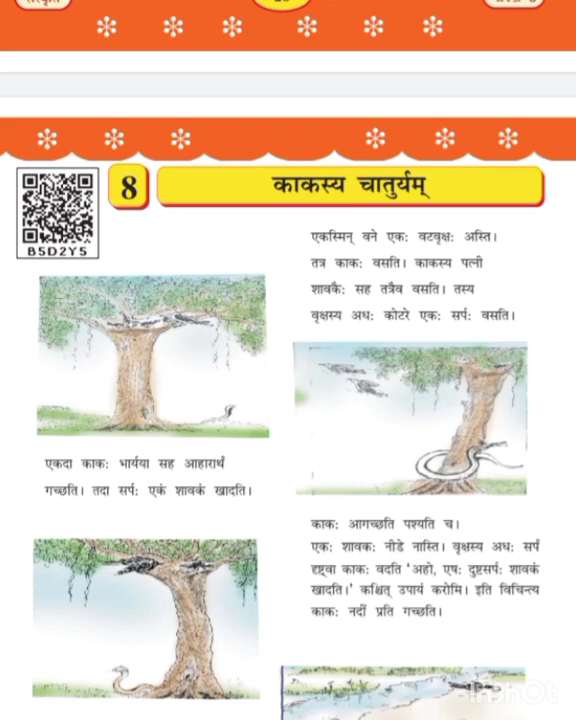 संस्कृति
8
काकस्य चातुर्यम्
B5D2Y5
एकस्मिन् वने एकः वटवृक्षः अस्ति।
तत्र काकः वसति। काकस्य पत्नी
शावकैः सह तत्रैव वसति। तस्य
वृक्षस्य अधः कोटरे एकः सर्पः वसति।
एकदा काकः भार्यया सह आहारार्थं
गच्छति। तदा सर्पः एकं शावकं खादति।
काकः आगच्छति पश्यति च।
एकः शावकः नीडे नास्ति। वृक्षस्य अधः सर्पं
दृष्ट्वा काकः वदति ‘अहो, एषः दुष्टसर्पः शावकं
खादति।’ कञ्चित् उपायं करोमि। इति विचिन्त्य
काकः नदीं प्रति गच्छति।